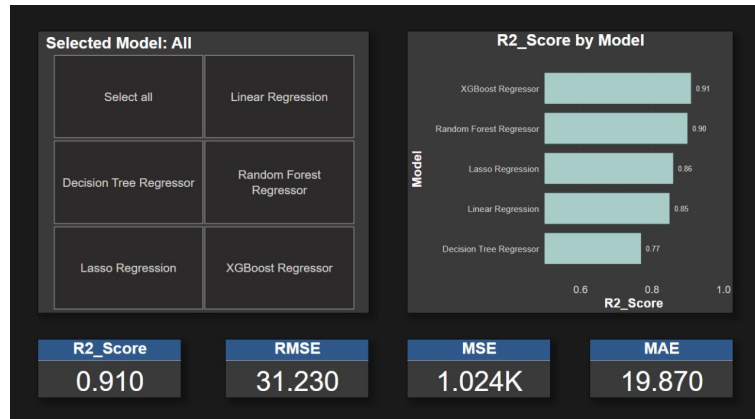 Selected Model: All
Select all
Linear Regression
Decision Tree Regressor
Random Forest
Regressor
Lasso Regression
XGBoost Regressor
R2_Score by Model
Model
XGBoost Regressor 0.91
Random Forest Regressor 0.90
Lasso Regression 0.86
Linear Regression 0.85
Decision Tree Regressor 0.77
0.6 0.8 1.0
R2_Score
R2_Score
0.910
RMSE
31.230
MSE
1.024K
MAE
19.870